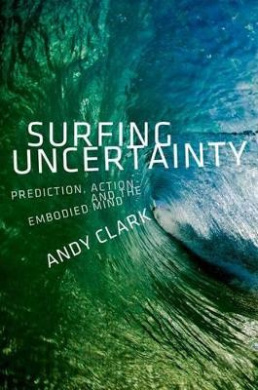 SURFING
UNCERTAINTY
PREDICTION, ACTION,
AND THE
EMBODIED MIND
ANDY CLARK